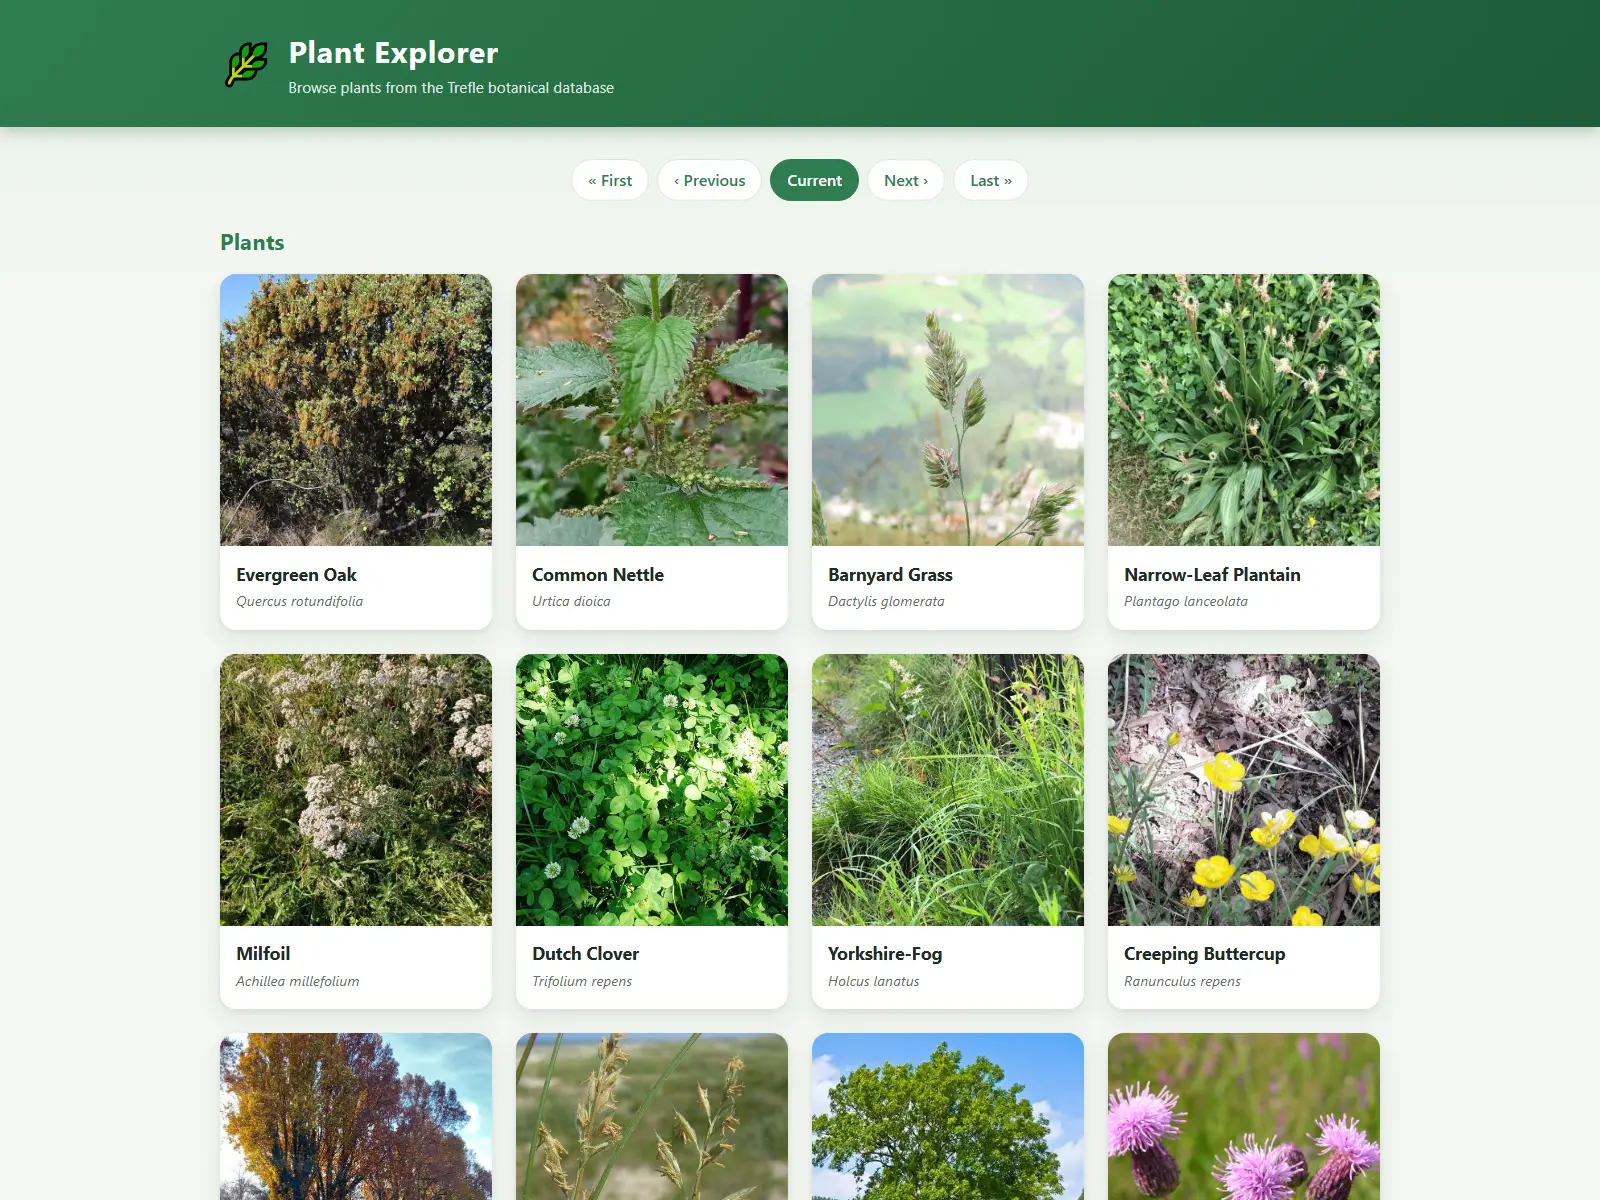 Plant Explorer
Browse plants from the Trefle botanical database
« First
‹ Previous
Current
Next ›
Last »
Plants
Evergreen Oak
Quercus rotundifolia
Common Nettle
Urtica dioica
Barnyard Grass
Dactylis glomerata
Narrow-Leaf Plantain
Plantago lanceolata
Milfoil
Achillea millefolium
Dutch Clover
Trifolium repens
Yorkshire-Fog
Holcus lanatus
Creeping Buttercup
Ranunculus repens